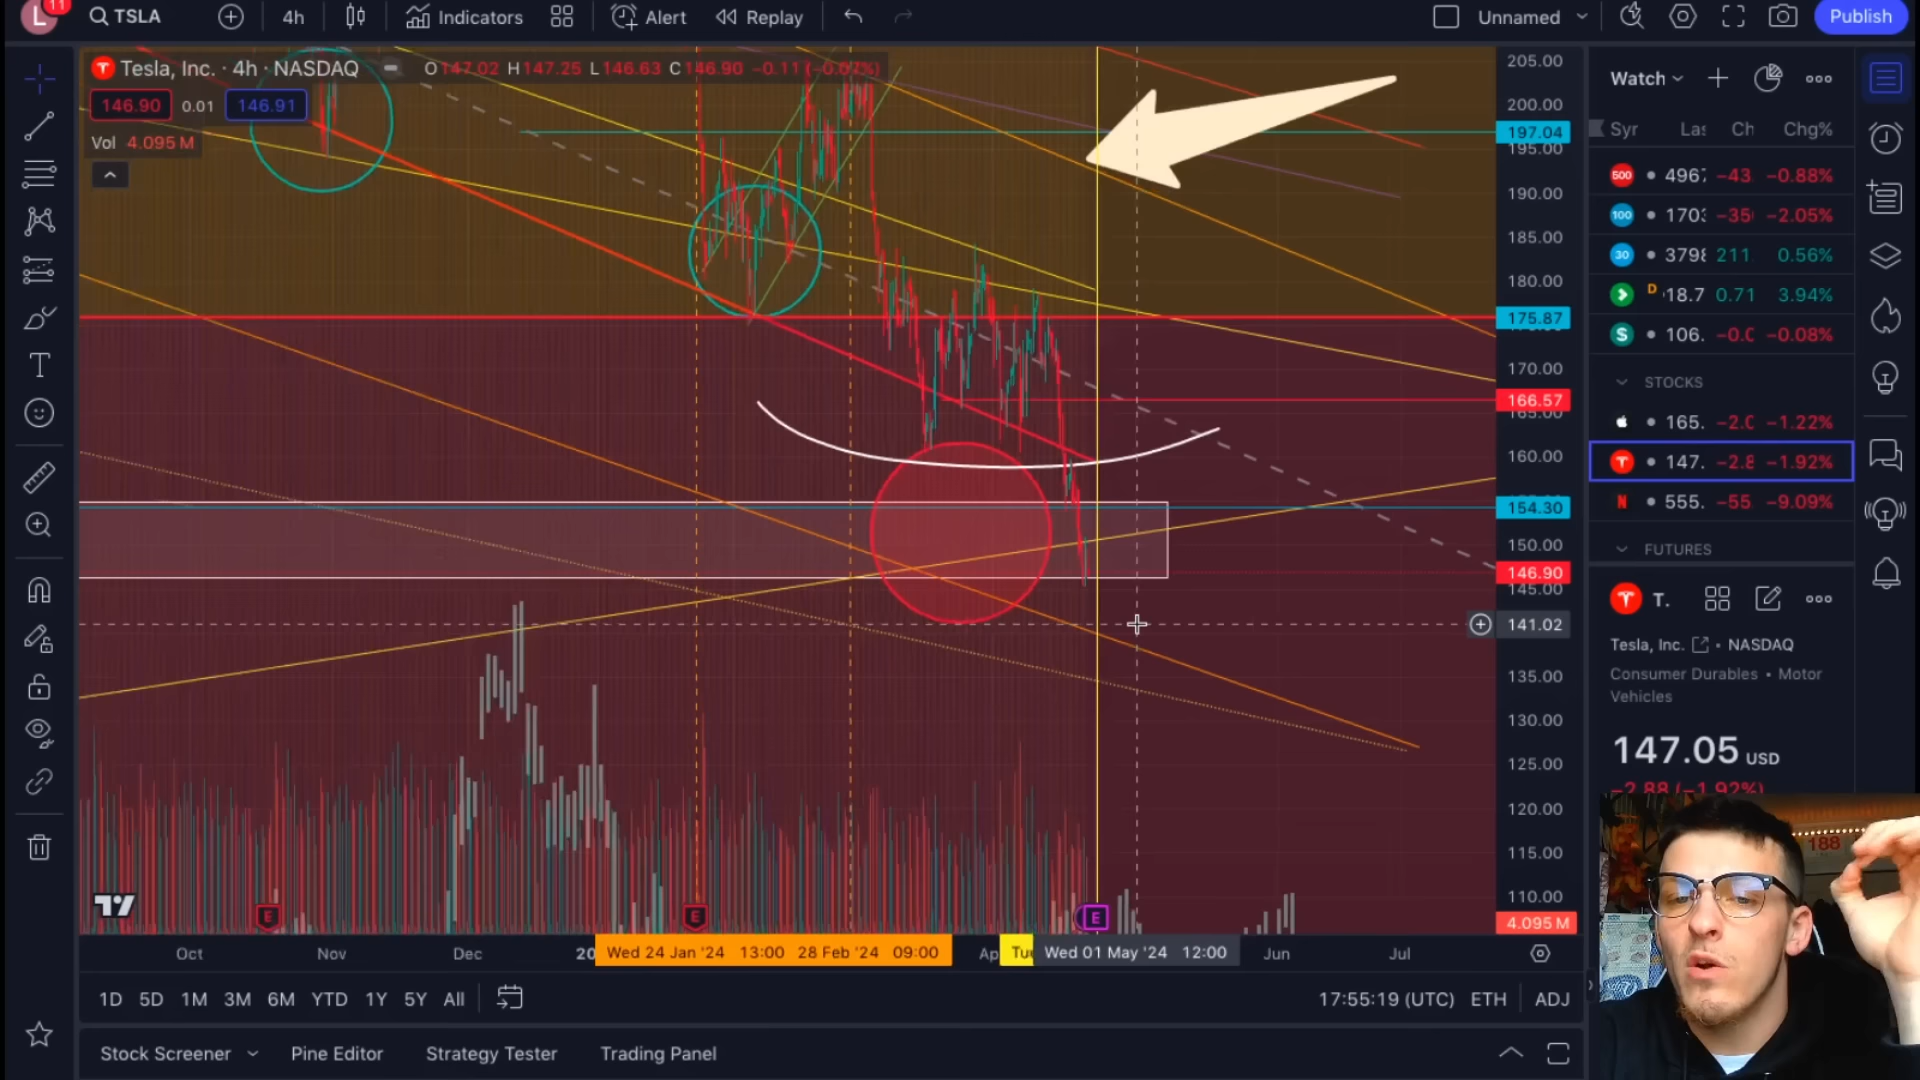 L 11 TSLA 4h Indicators Alert Replay Unnamed Publish
Tesla, Inc. · 4h · NASDAQ O147.02 H147.25 L146.63 C146.90 −0.11
146.90 0.01 146.91
Vol 4.095 M
205.00
200.00
197.04
195.00
190.00
185.00
180.00
175.87
170.00
166.57
165.00
160.00
154.30
150.00
146.90
145.00
141.02
135.00
130.00
125.00
120.00
115.00
110.00
4.095 M
E E E
Oct Nov Dec 20 Wed 24 Jan '24 13:00 28 Feb '24 09:00 Ap Tu Wed 01 May '24 12:00 Jun Jul
1D 5D 1M 3M 6M YTD 1Y 5Y All 17:55:19 (UTC) ETH ADJ
Stock Screener Pine Editor Strategy Tester Trading Panel
Watch
Syr Las Ch Chg%
500 4967 −43. −0.88%
100 1703 −35 −2.05%
30 3798 211. 0.56%
D 18.7 0.71 3.94%
S 106. −0.0 −0.08%
STOCKS
165. −2.0 −1.22%
147. −2.8 −1.92%
N 555. −55. −9.09%
FUTURES
T.
Tesla, Inc. • NASDAQ
Consumer Durables • Motor
Vehicles
147.05 USD
−2.88 (−1.92%)
188